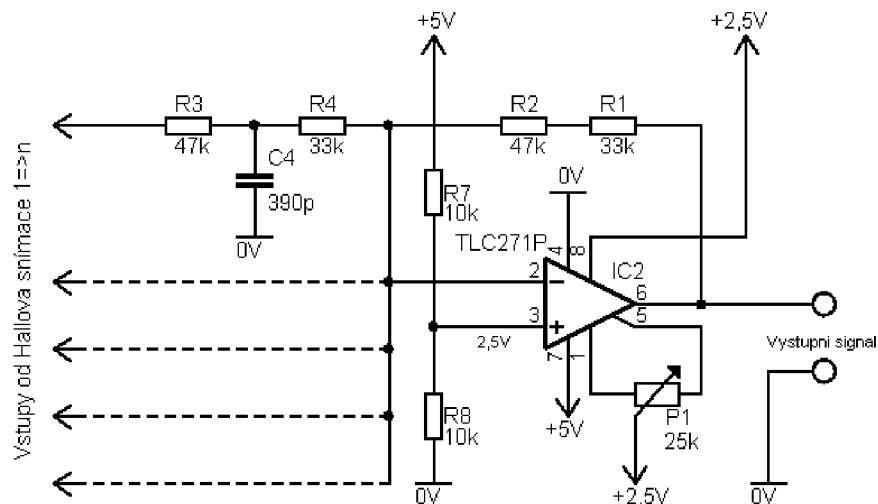 +5V
+2,5V
R3
R4
R2
R1
47k
33k
47k
33k
C4
390p
0V
0V
R7
10k
TLC271P
4
8
IC2
2
6
3
5
2,5V
7
1
Vystupni signal
R8
10k
+5V
P1
25k
0V
+2,5V
0V
Vstupy od Hallova snímace 1=>n